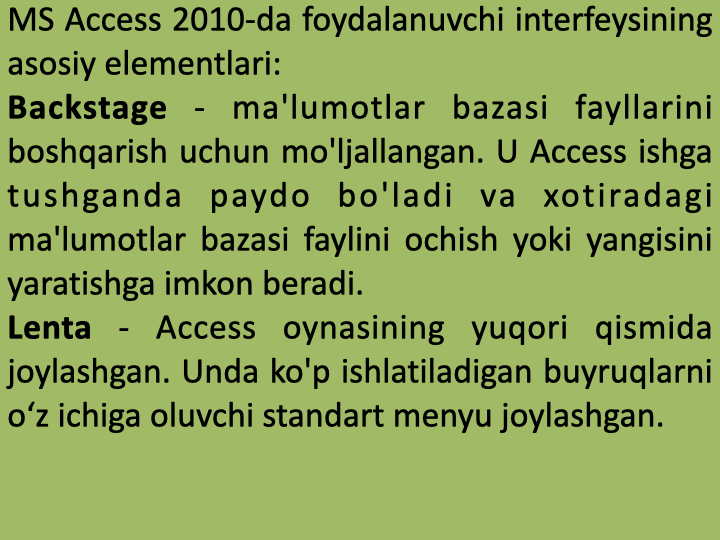 MS Access 2010-da foydalanuvchi interfeysining
asosiy elementlari:
Backstage - ma'lumotlar bazasi fayllarini
boshqarish uchun mo'ljallangan. U Access ishga
tushganda paydo bo'ladi va xotiradagi
ma'lumotlar bazasi faylini ochish yoki yangisini
yaratishga imkon beradi.
Lenta - Access oynasining yuqori qismida
joylashgan. Unda ko'p ishlatiladigan buyruqlarni
o‘z ichiga oluvchi standart menyu joylashgan.